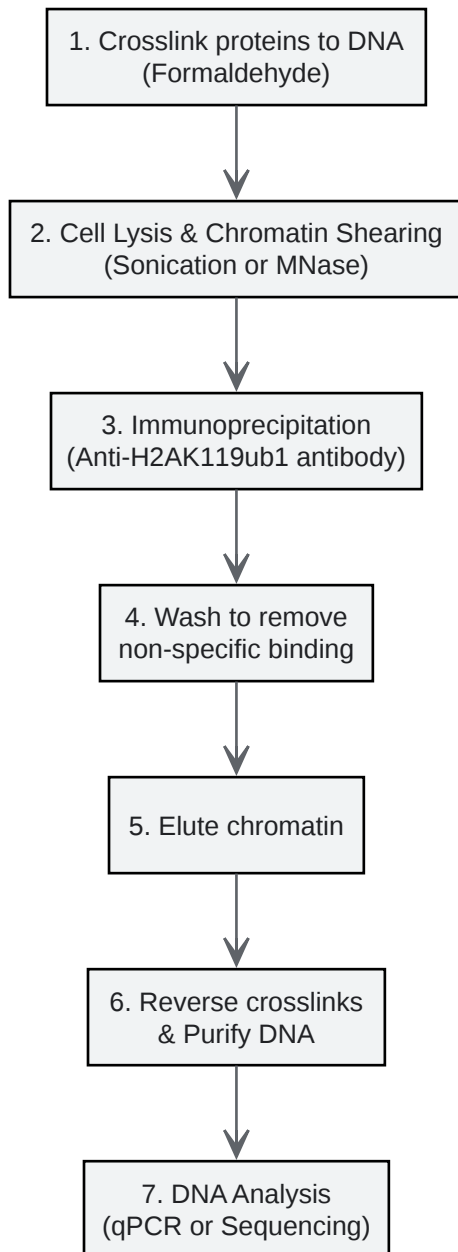 1. Crosslink proteins to DNA
(Formaldehyde)
2. Cell Lysis & Chromatin Shearing
(Sonication or MNase)
3. Immunoprecipitation
(Anti-H2AK119ub1 antibody)
4. Wash to remove
non-specific binding
5. Elute chromatin
6. Reverse crosslinks
& Purify DNA
7. DNA Analysis
(qPCR or Sequencing)